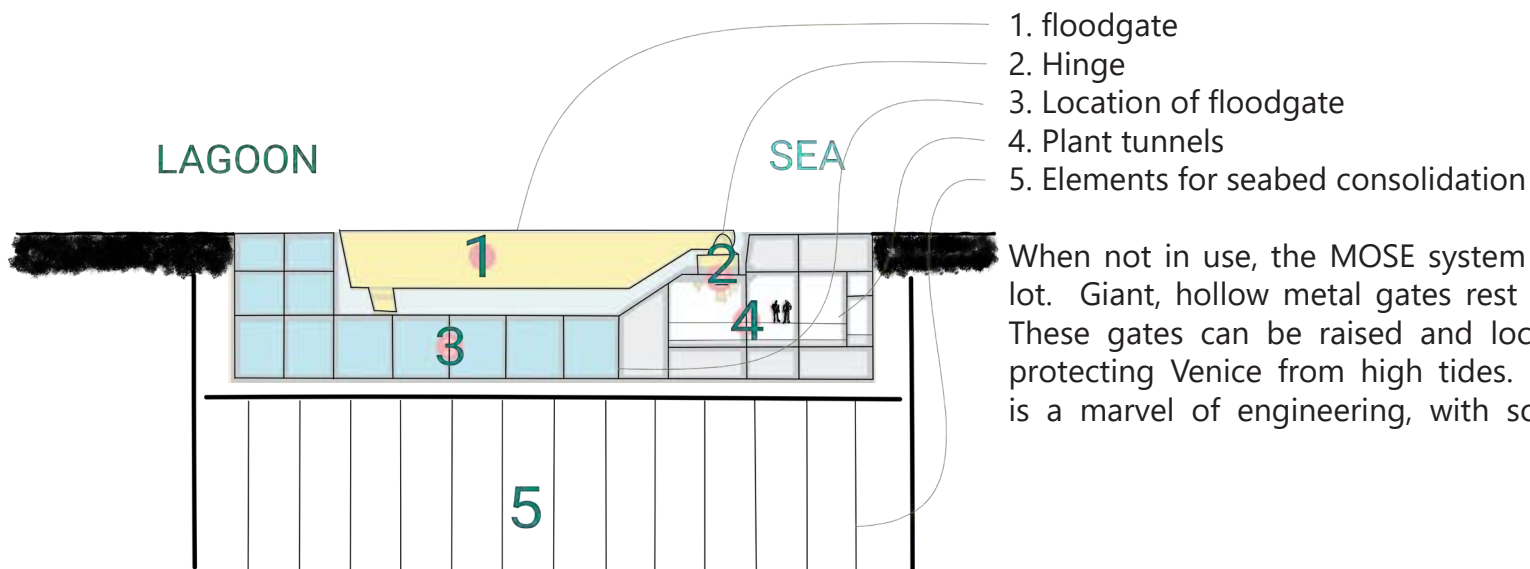 1. floodgate
2. Hinge
3. Location of floodgate
4. Plant tunnels
5. Elements for seabed consolidation
LAGOON
SEA
1
2
3
4
5
When not in use, the MOSE system
lot. Giant, hollow metal gates rest
These gates can be raised and loc
protecting Venice from high tides.
is a marvel of engineering, with so